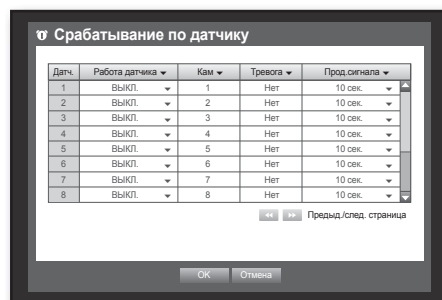 Срабатывание по датчику
Датч. Работа датчика Кам Тревога Прод.сигнала
1 ВЫКЛ. 1 Нет 10 сек.
2 ВЫКЛ. 2 Нет 10 сек.
3 ВЫКЛ. 3 Нет 10 сек.
4 ВЫКЛ. 4 Нет 10 сек.
5 ВЫКЛ. 5 Нет 10 сек.
6 ВЫКЛ. 6 Нет 10 сек.
7 ВЫКЛ. 7 Нет 10 сек.
8 ВЫКЛ. 8 Нет 10 сек.
Предыд./след. страница
OK Отмена